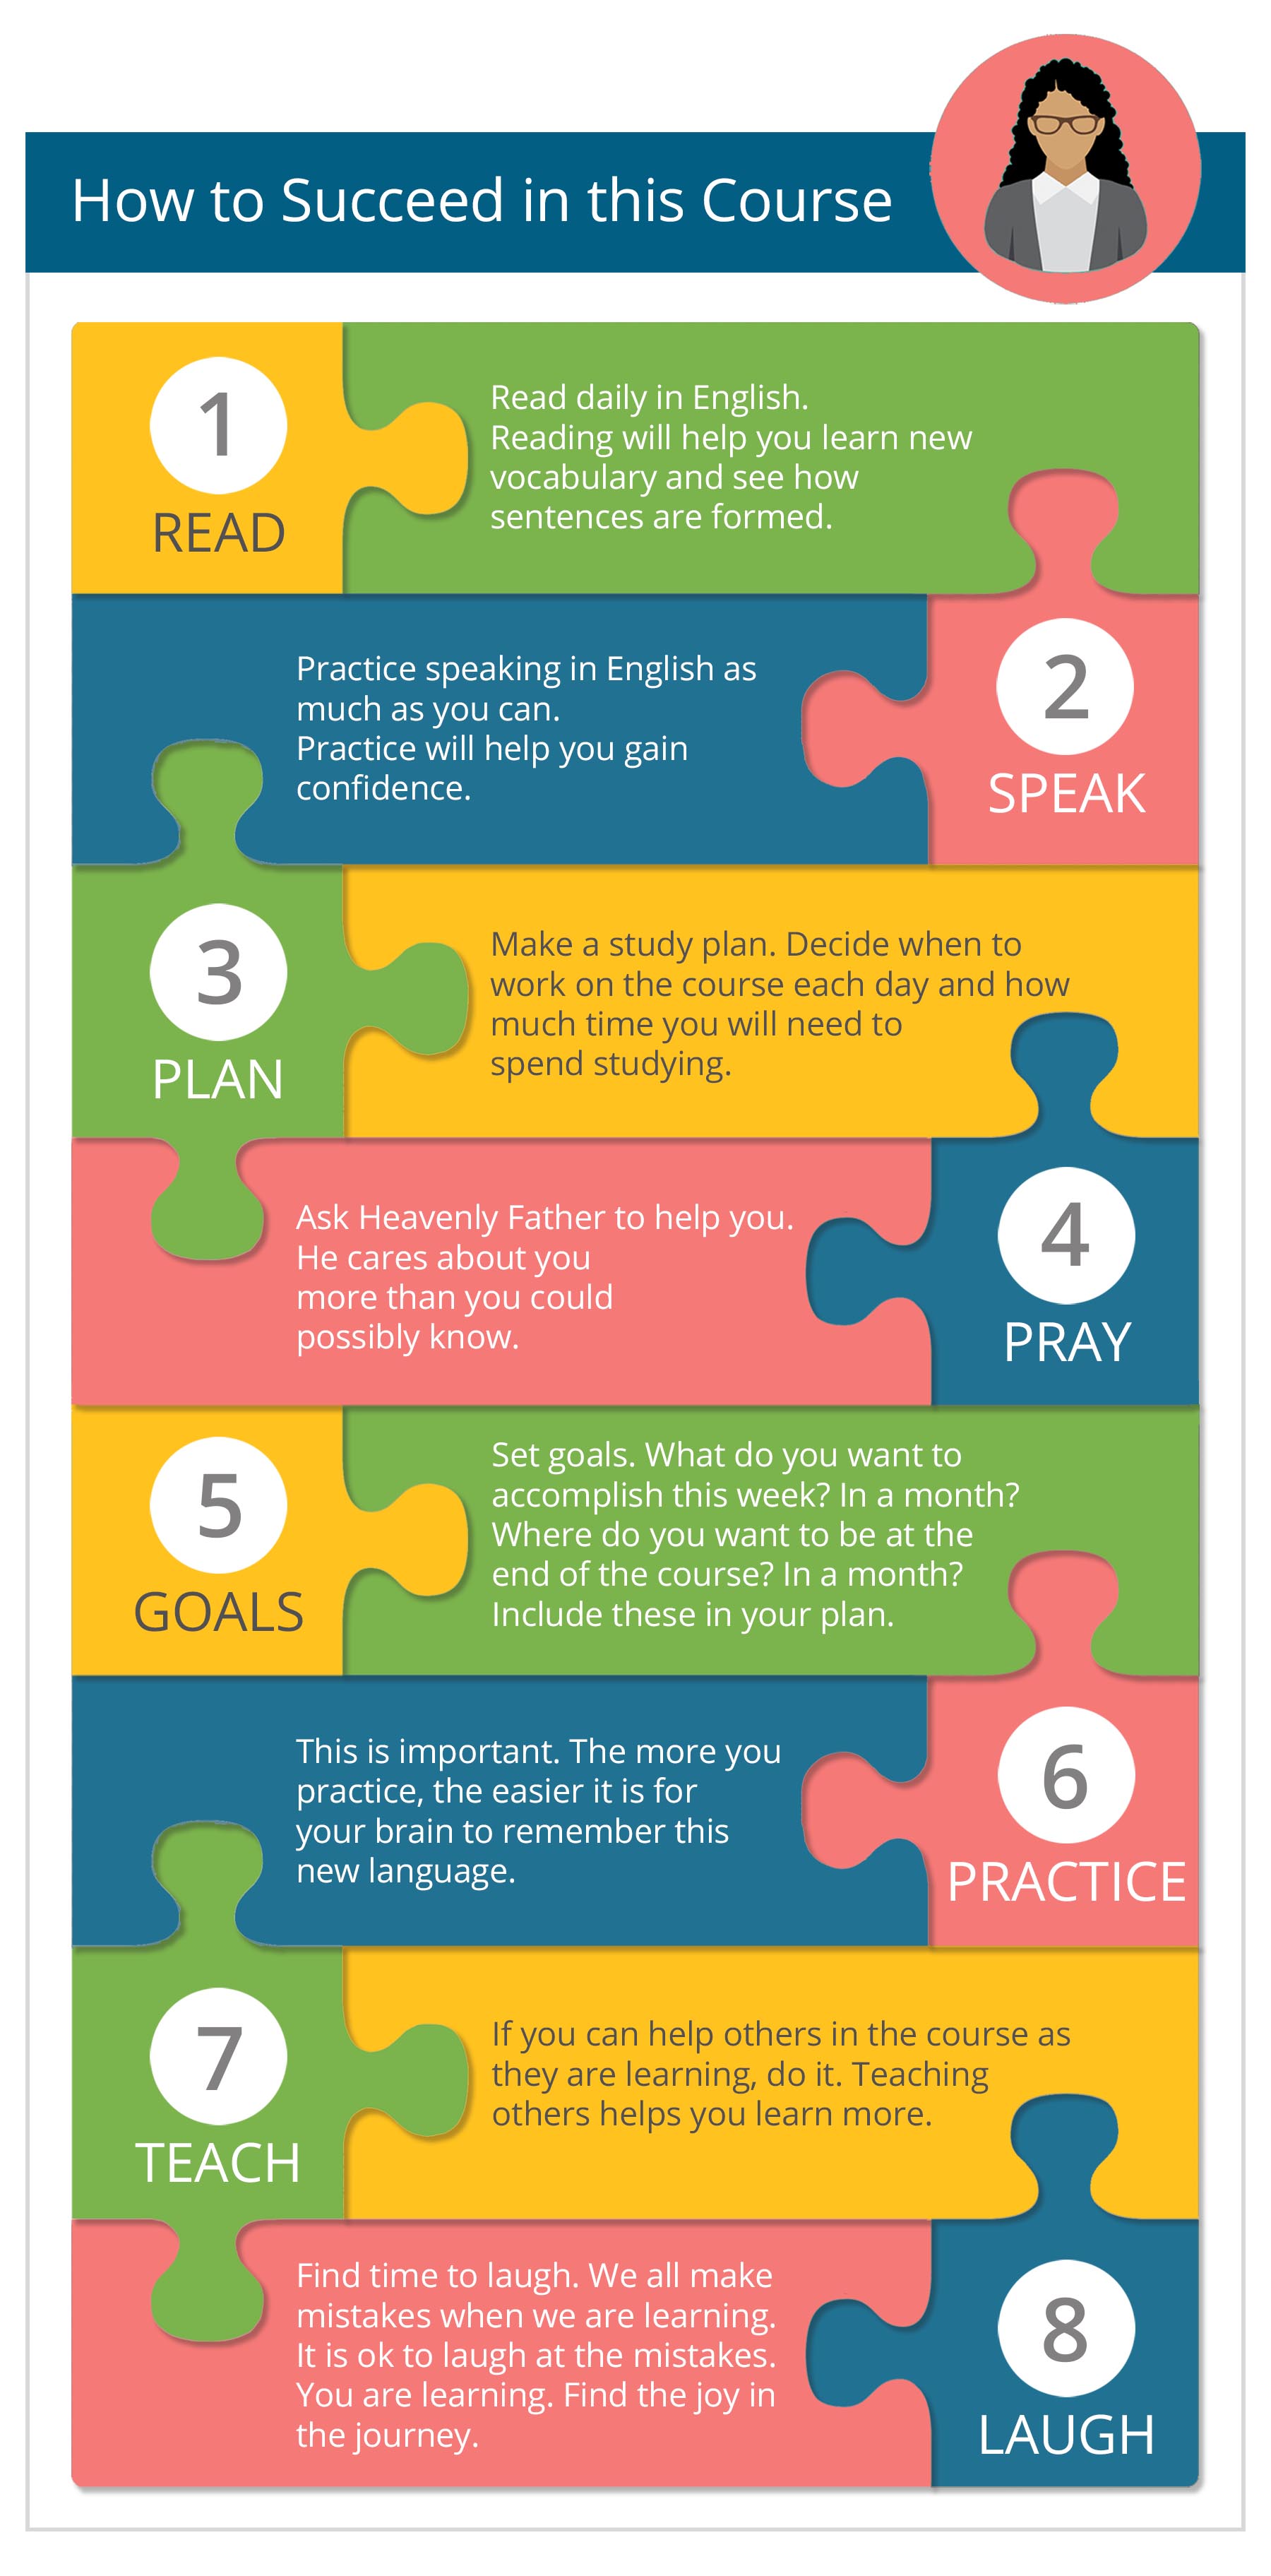 How to Succeed in this Course
1
READ
Read daily in English.
Reading will help you learn new
vocabulary and see how
sentences are formed.
Practice speaking in English as
much as you can.
Practice will help you gain
confidence.
2
SPEAK
3
PLAN
Make a study plan. Decide when to
work on the course each day and how
much time you will need to
spend studying.
Ask Heavenly Father to help you.
He cares about you
more than you could
possibly know.
4
PRAY
5
GOALS
Set goals. What do you want to
accomplish this week? In a month?
Where do you want to be at the
end of the course? In a month?
Include these in your plan.
This is important. The more you
practice, the easier it is for
your brain to remember this
new language.
6
PRACTICE
7
TEACH
If you can help others in the course as
they are learning, do it. Teaching
others helps you learn more.
Find time to laugh. We all make
mistakes when we are learning.
It is ok to laugh at the mistakes.
You are learning. Find the joy in
the journey.
8
LAUGH